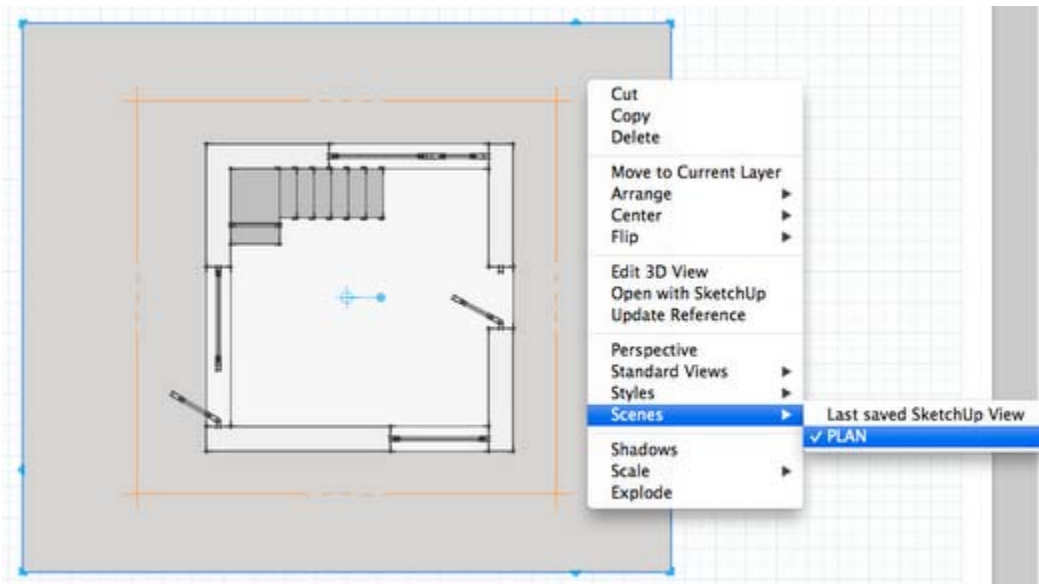 Cut
Copy
Delete
Move to Current Layer
Arrange
Center
Flip
Edit 3D View
Open with SketchUp
Update Reference
Perspective
Standard Views
Styles
Scenes
Last saved SketchUp View
✓ PLAN
Shadows
Scale
Explode